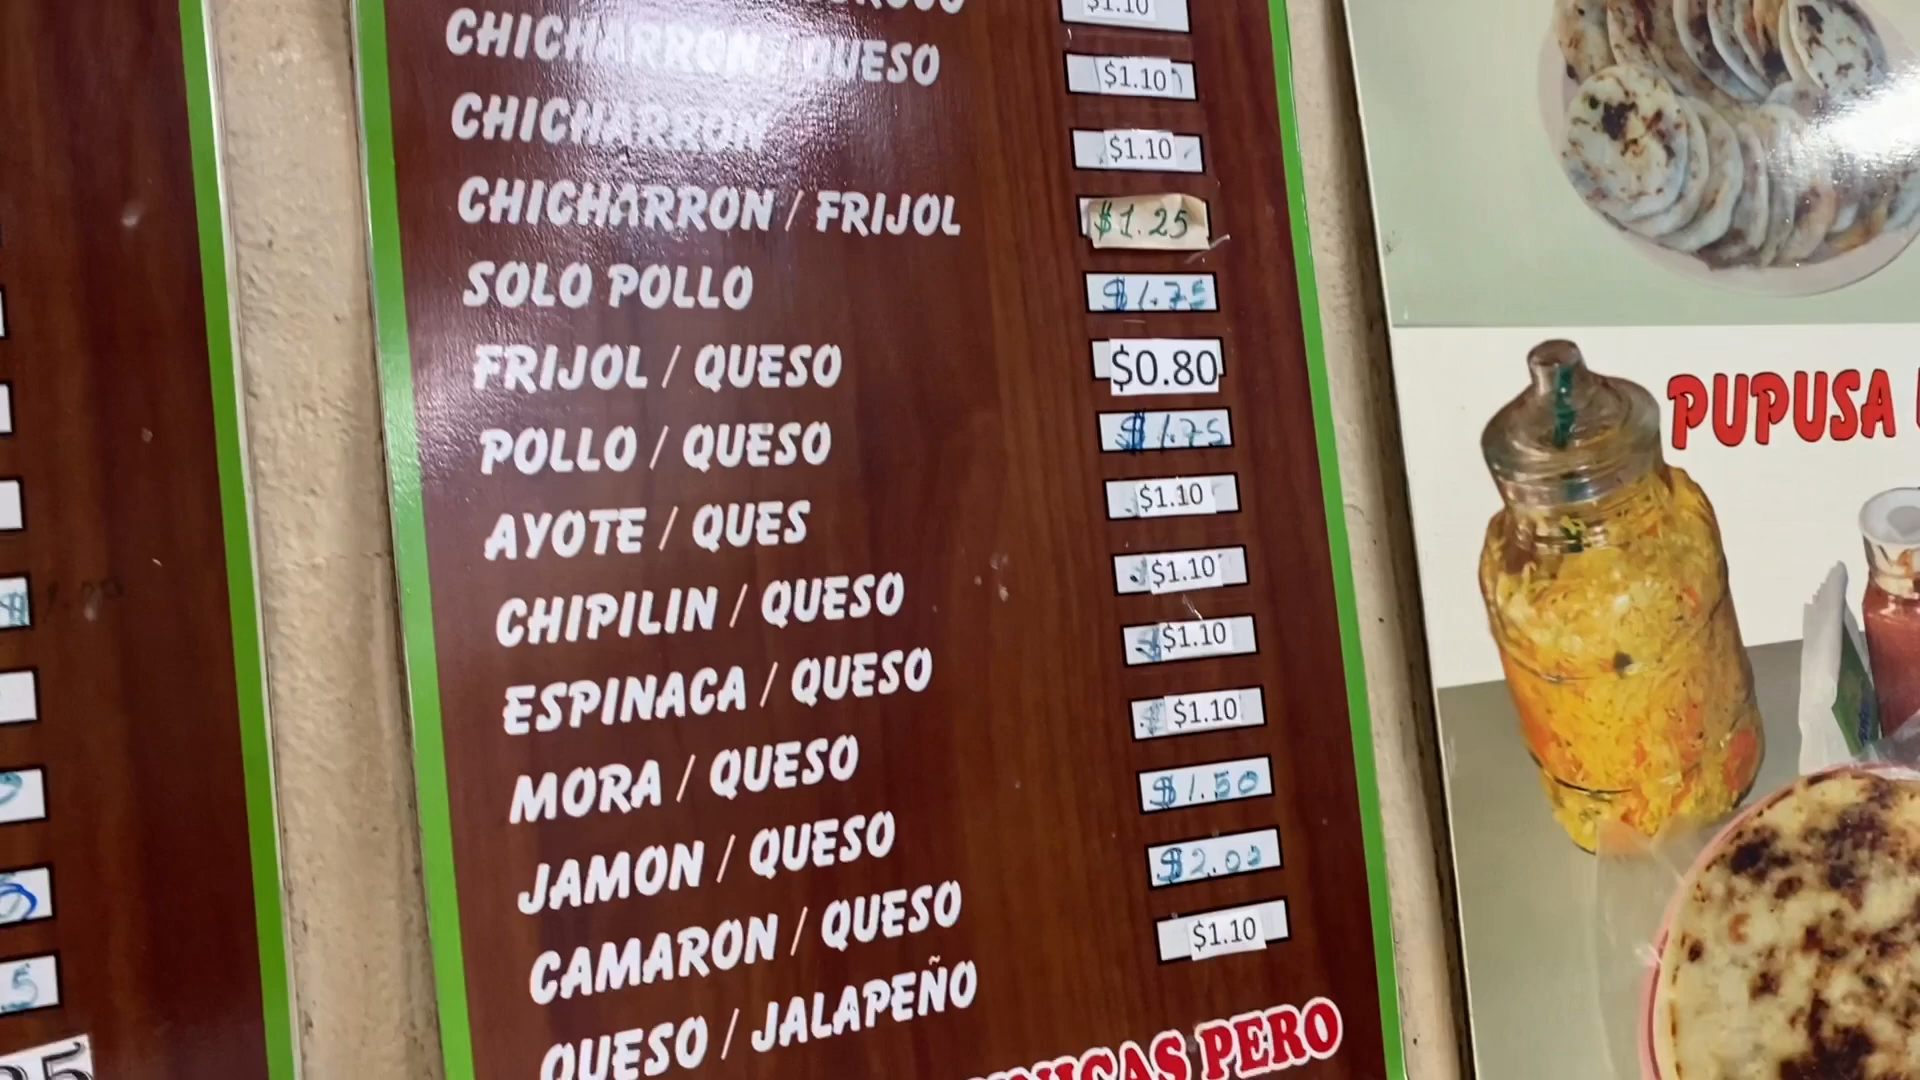 $1.10
CHICHARRON / QUESO $1.10
CHICHARRON $1.10
CHICHARRON / FRIJOL $1.25
SOLO POLLO $1.75
FRIJOL / QUESO $0.80
POLLO / QUESO $1.75
AYOTE / QUES $1.10
CHIPILIN / QUESO $1.10
ESPINACA / QUESO $1.10
MORA / QUESO $1.10
JAMON / QUESO $1.50
CAMARON / QUESO $2.00
QUESO / JALAPEÑO $1.10
PERO
PUPUSA